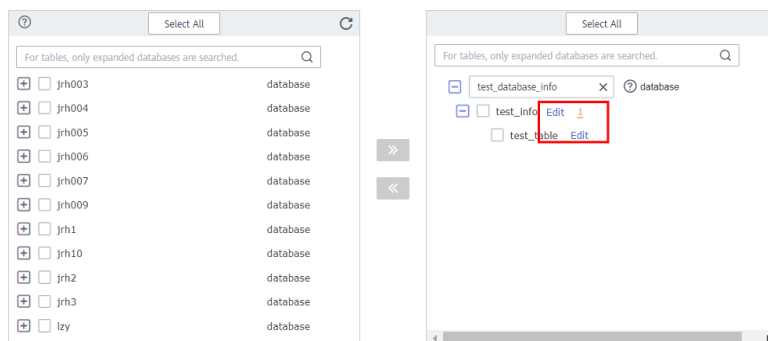 Select All
For tables, only expanded databases are searched.
jrh003 database
jrh004 database
jrh005 database
jrh006 database
jrh007 database
jrh009 database
jrh1 database
jrh10 database
jrh2 database
jrh3 database
lzy database
Select All
For tables, only expanded databases are searched.
test_database_info database
test_info Edit 1
test_table Edit